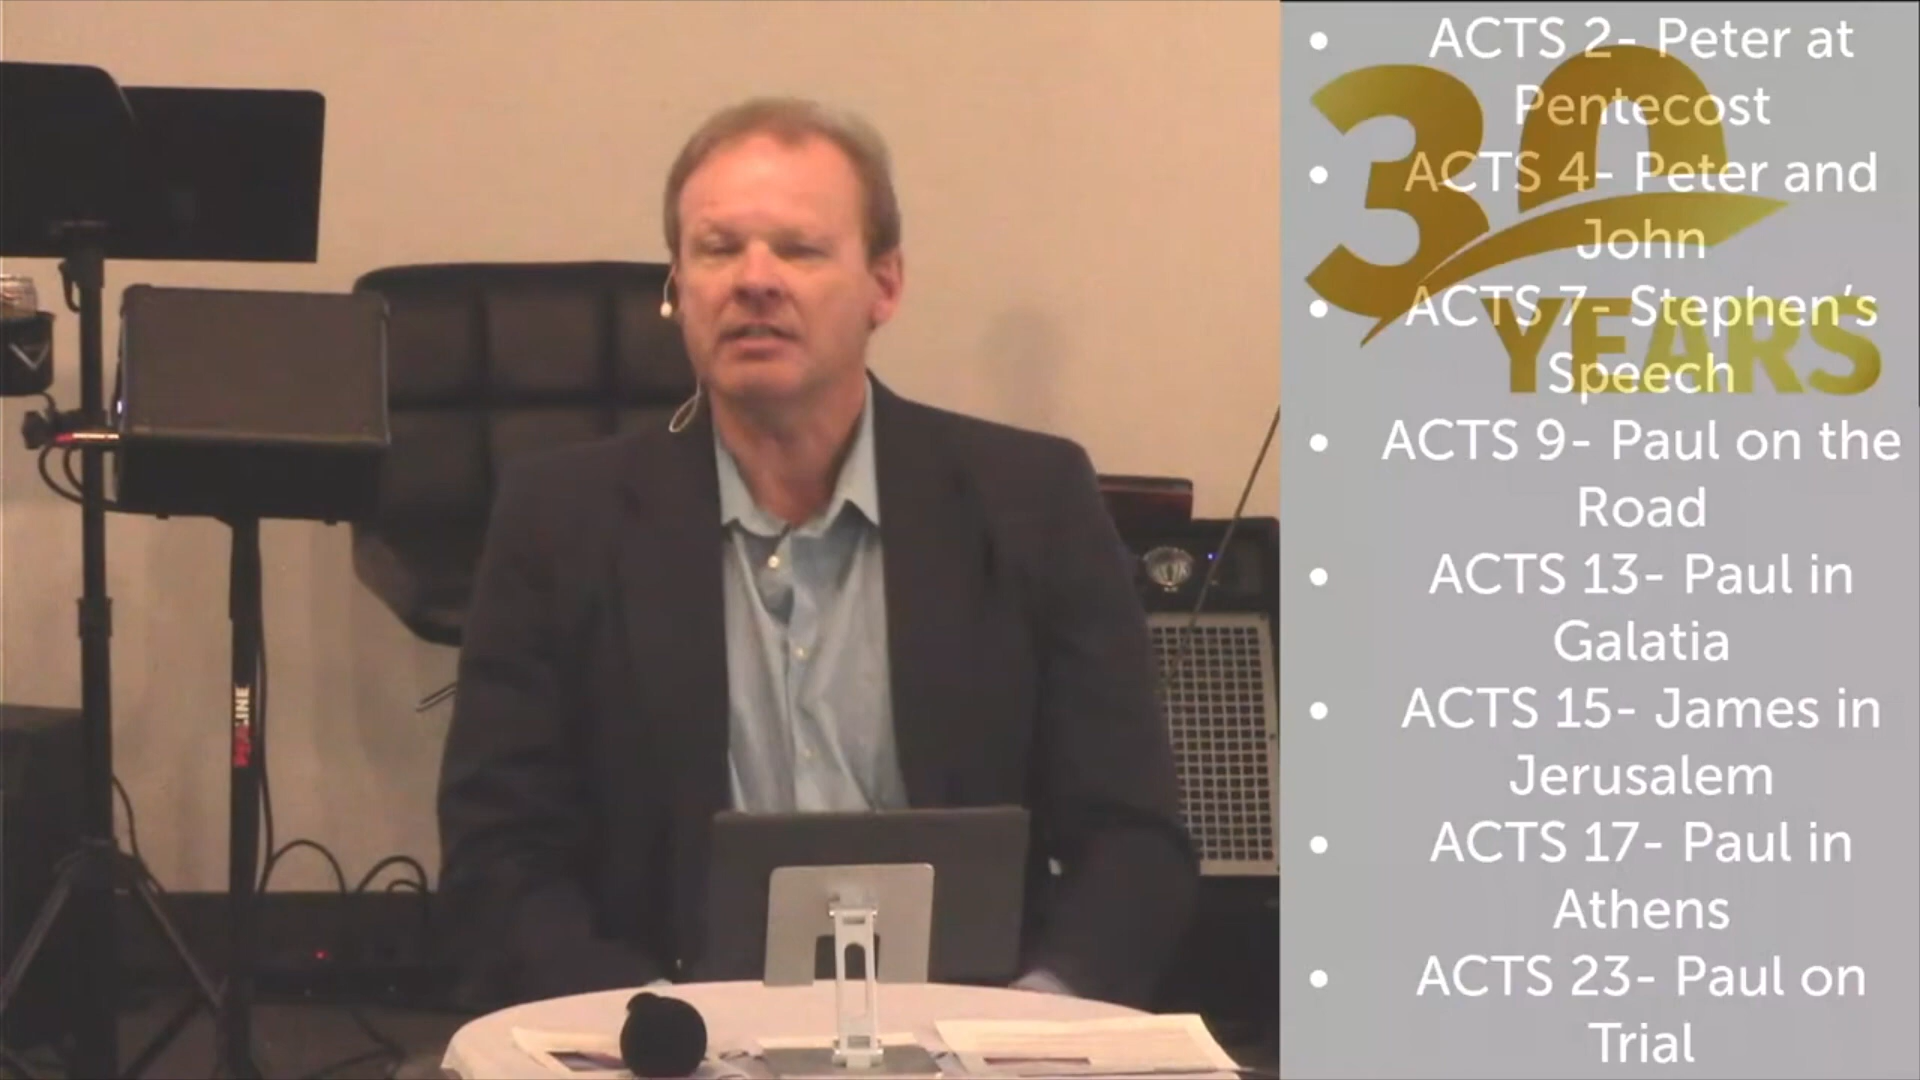 • ACTS 2- Peter at
Pentecost
• ACTS 4- Peter and
John
• ACTS 7- Stephen's
Speech
• ACTS 9- Paul on the
Road
• ACTS 13- Paul in
Galatia
• ACTS 15- James in
Jerusalem
• ACTS 17- Paul in
Athens
• ACTS 23- Paul on
Trial
30
YEARS
PEAKLINE